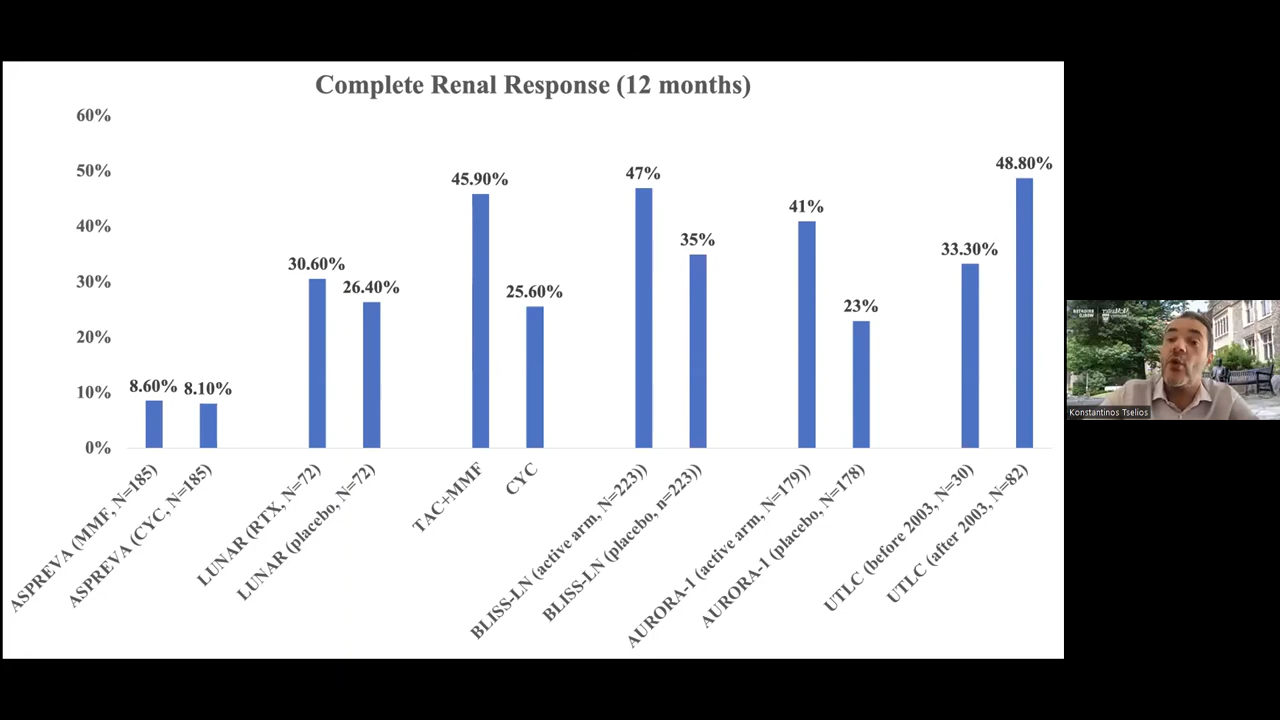 Complete Renal Response (12 months)
60%
50%
40%
30%
20%
10%
0%
8.60%
8.10%
30.60%
26.40%
45.90%
25.60%
47%
35%
41%
23%
33.30%
48.80%
ASPREVA (MMF, N=185)
ASPREVA (CYC, N=185)
LUNAR (RTX, N=72)
LUNAR (placebo, N=72)
TAC+MMF
CYC
BLISS-LN (active arm, N=223))
BLISS-LN (placebo, n=223))
AURORA-1 (active arm, N=179))
AURORA-1 (placebo, N=178)
UTLC (before 2003, N=30)
UTLC (after 2003, N=82)
McMaster
Konstantinos Tselios